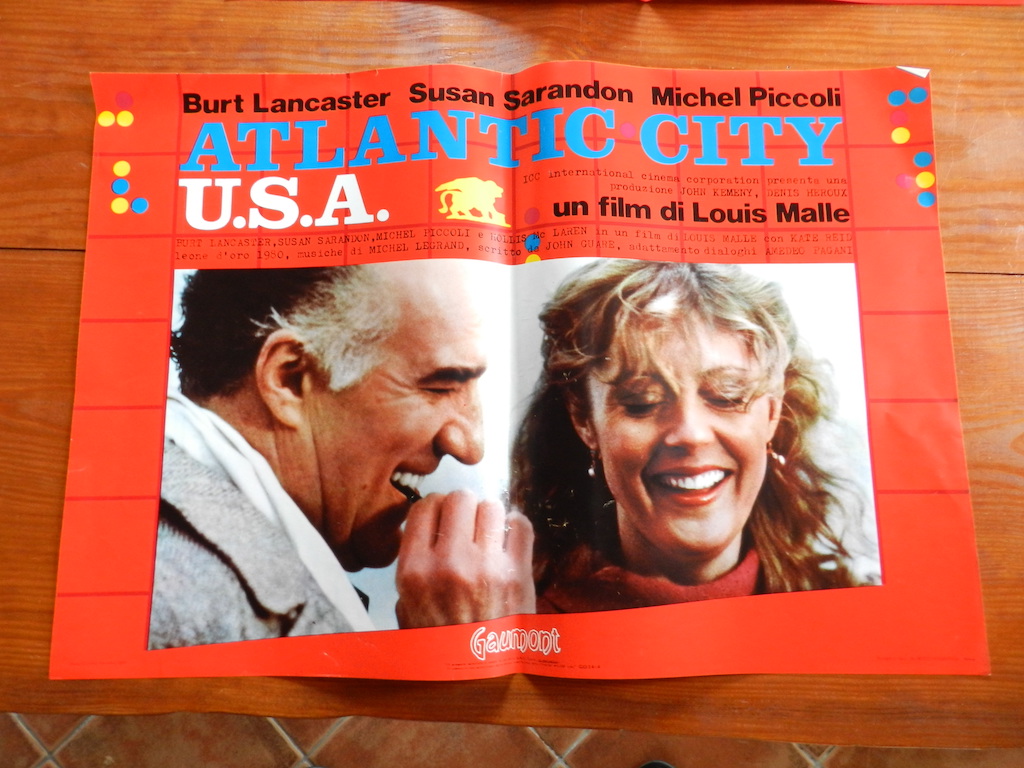 Burt Lancaster Susan Sarandon Michel Piccoli
ATLANTIC CITY
U.S.A.
ICC international cinema corporation presenta una
produzione JOHN KEMENY, DENIS HEROUX
un film di Louis Malle
BURT LANCASTER, SUSAN SARANDON, MICHEL PICCOLI e HOLLIS Mc LAREN in un film di LOUIS MALLE con KATE REID
leone d'oro 1980, musiche di MICHEL LEGRAND, scritto da JOHN GUARE, adattamento dialoghi AMEDEO PAGANI
Gaumont